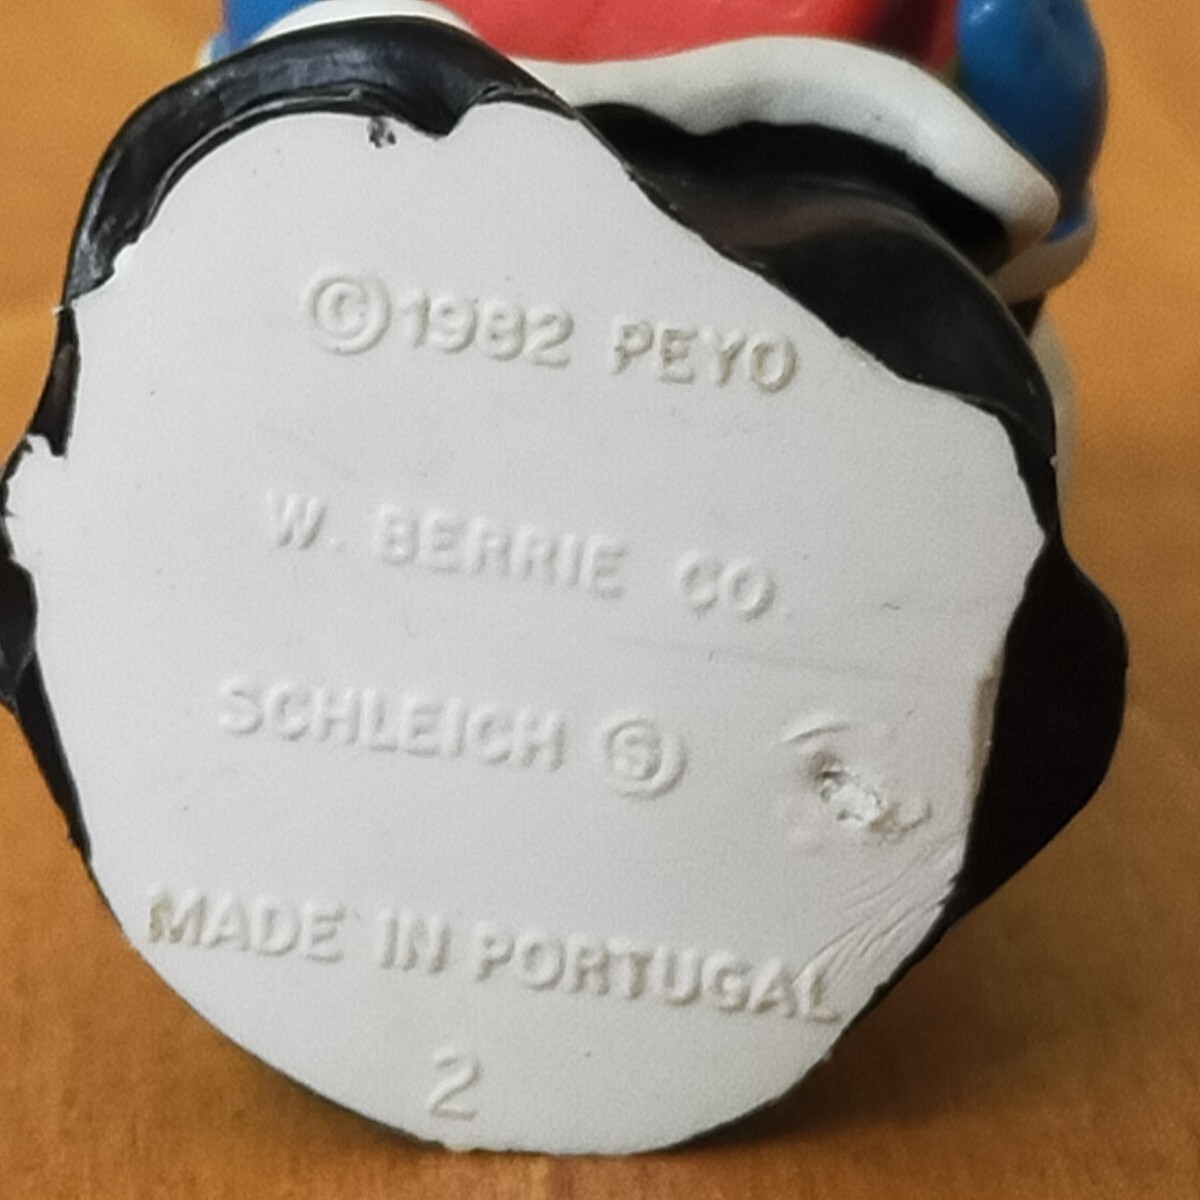 ©1982 PEYO
W. BERRIE CO.
SCHLEICH Ⓢ
MADE IN PORTUGAL
2